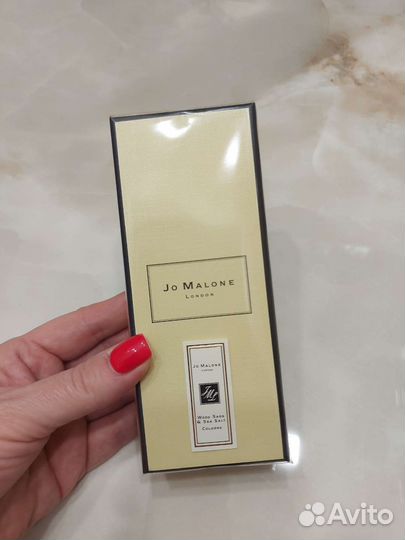 JO MALONE
LONDON
JO MALONE
LONDON
WOOD SAGE
& SEA SALT
COLOGNE
Avito